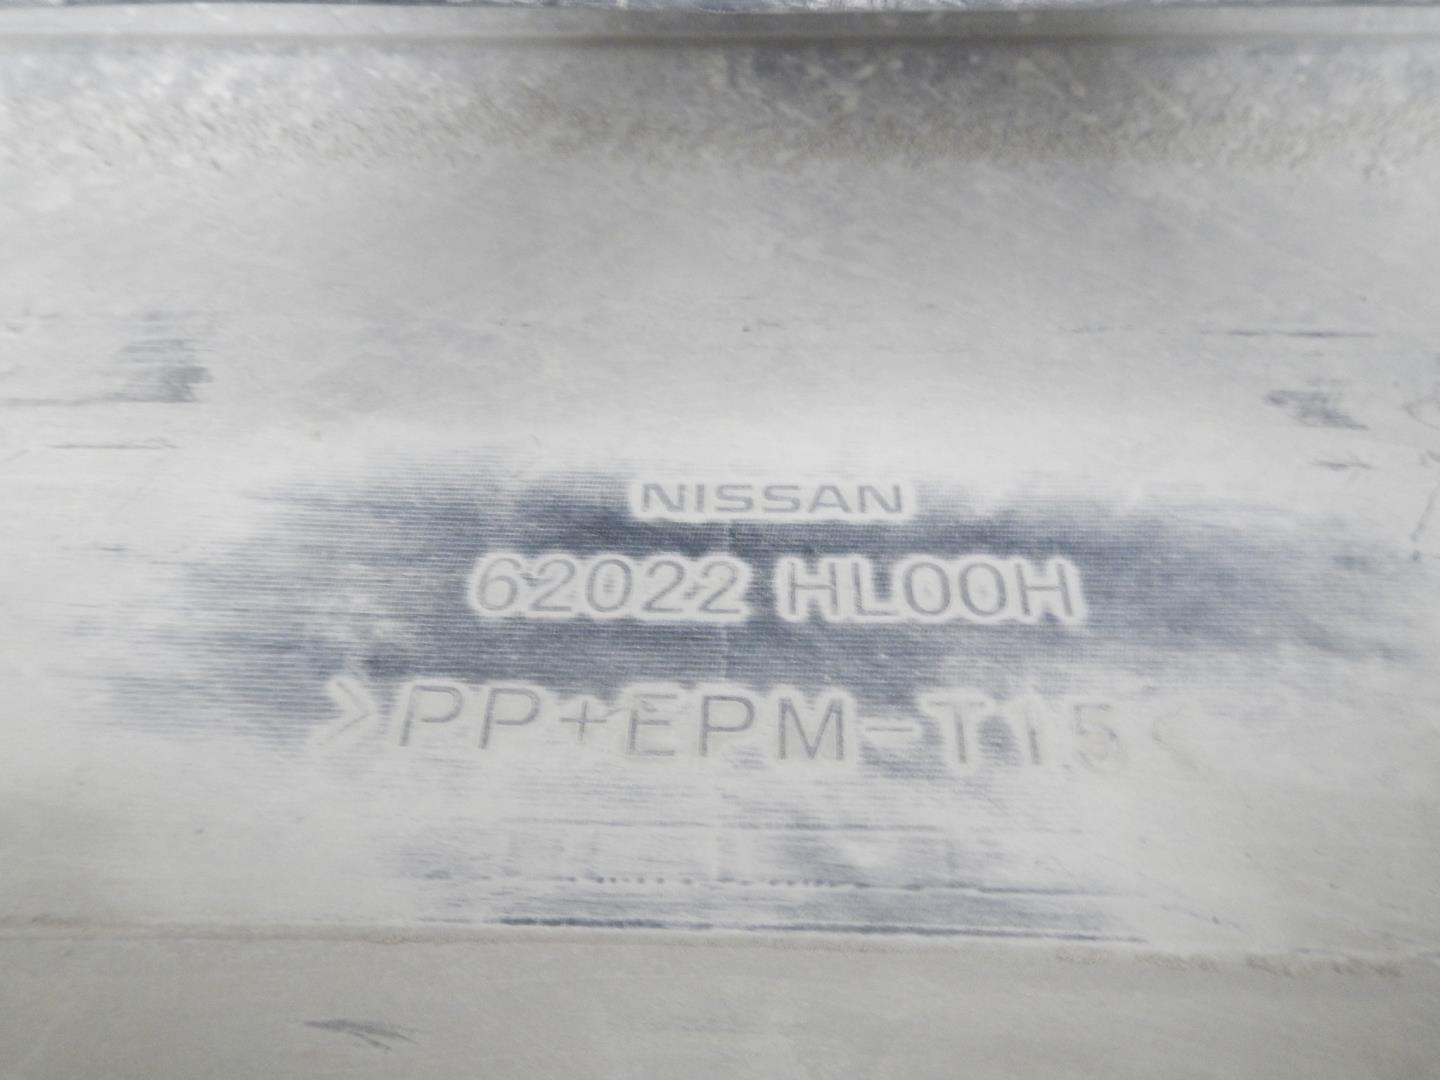 NISSAN
62022 HL00H
>PP+EPM-T15<